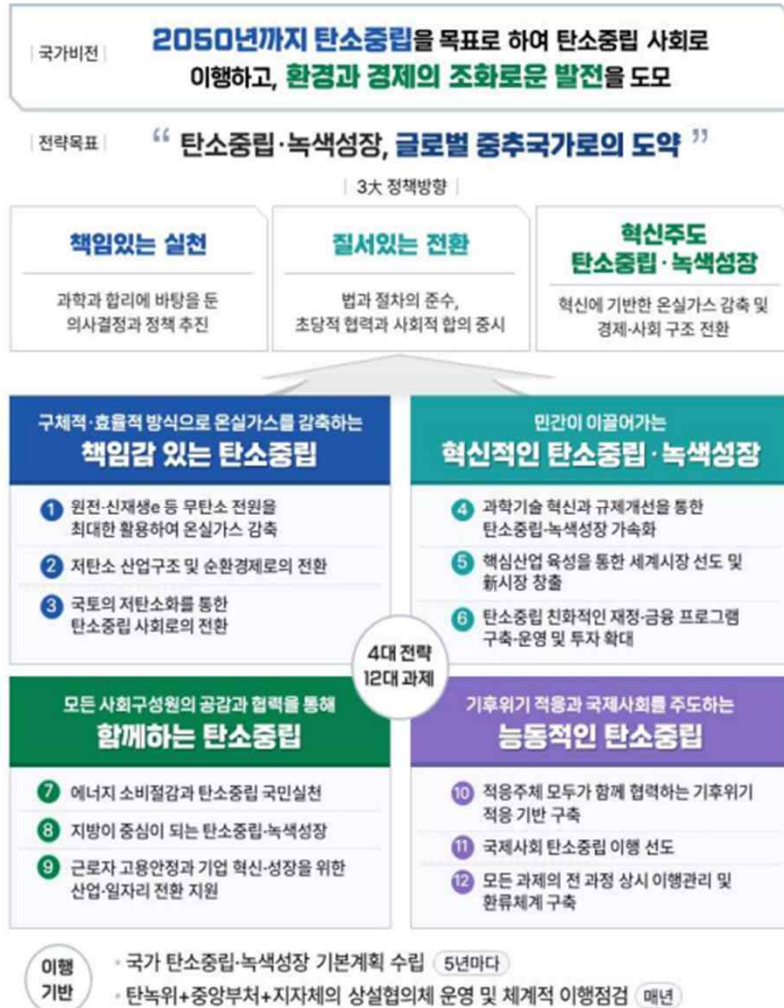 국가비전
2050년까지 탄소중립을 목표로 하여 탄소중립 사회로
이행하고, 환경과 경제의 조화로운 발전을 도모
전략목표
“ 탄소중립·녹색성장, 글로벌 중추국가로의 도약 ”
3大 정책방향
책임있는 실천
과학과 합리에 바탕을 둔
의사결정과 정책 추진
질서있는 전환
법과 절차의 준수,
초당적 협력과 사회적 합의 중시
혁신주도
탄소중립·녹색성장
혁신에 기반한 온실가스 감축 및
경제·사회 구조 전환
구체적·효율적 방식으로 온실가스를 감축하는
책임감 있는 탄소중립
1 원전·신재생e 등 무탄소 전원을
최대한 활용하여 온실가스 감축
2 저탄소 산업구조 및 순환경제로의 전환
3 국토의 저탄소화를 통한
탄소중립 사회로의 전환
민간이 이끌어가는
혁신적인 탄소중립·녹색성장
4 과학기술 혁신과 규제개선을 통한
탄소중립·녹색성장 가속화
5 핵심산업 육성을 통한 세계시장 선도 및
新시장 창출
6 탄소중립 친화적인 재정·금융 프로그램
구축·운영 및 투자 확대
4대 전략
12대 과제
모든 사회구성원의 공감과 협력을 통해
함께하는 탄소중립
7 에너지 소비절감과 탄소중립 국민실천
8 지방이 중심이 되는 탄소중립·녹색성장
9 근로자 고용안정과 기업 혁신·성장을 위한
산업·일자리 전환 지원
기후위기 적응과 국제사회를 주도하는
능동적인 탄소중립
10 적응주체 모두가 함께 협력하는 기후위기
적응 기반 구축
11 국제사회 탄소중립 이행 선도
12 모든 과제의 전 과정 상시 이행관리 및
환류체계 구축
이행
기반
· 국가 탄소중립·녹색성장 기본계획 수립 5년마다
· 탄녹위+중앙부처+지자체의 상설협의체 운영 및 체계적 이행점검 매년